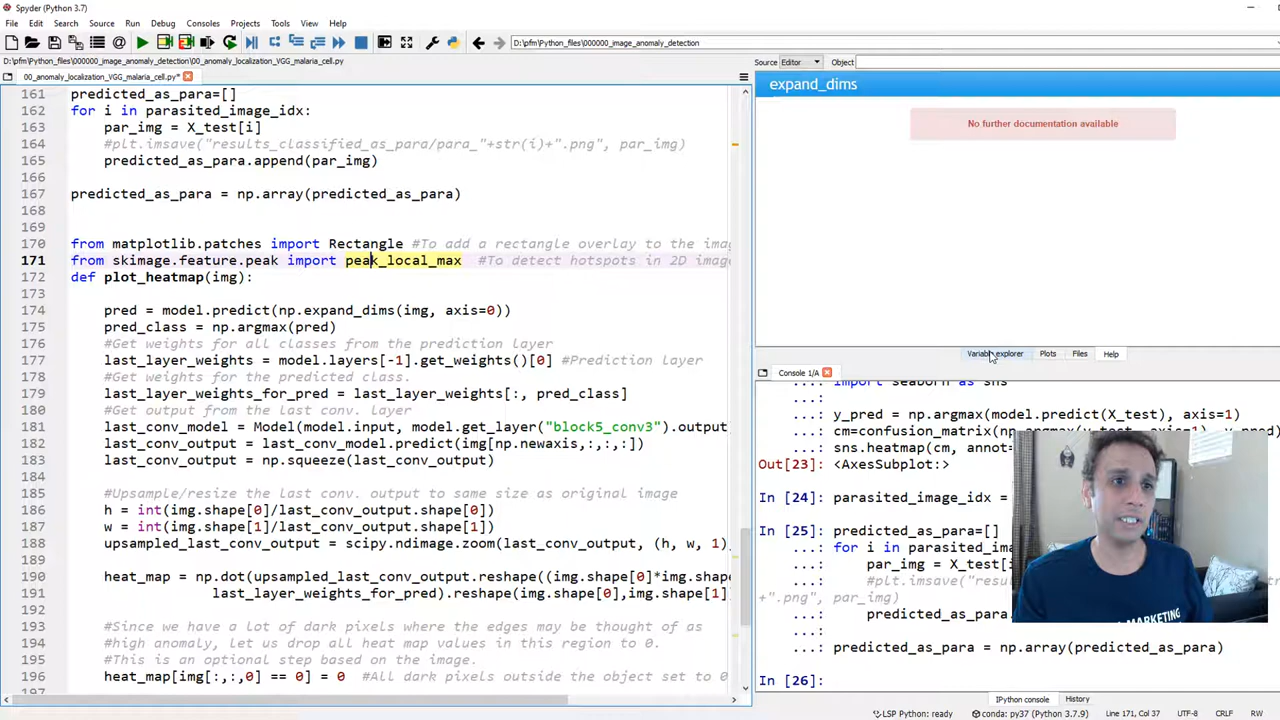 Spyder (Python 3.7)
File Edit Search Source Run Debug Consoles Projects Tools View Help
D:\pfm\Python_files\000000_image_anomaly_detection
D:\pfm\Python_files\000000_image_anomaly_detection\00_anomaly_localization_VGG_malaria_cell.py
Source Editor Object
00_anomaly_localization_VGG_malaria_cell.py*
expand_dims
No further documentation available
161 predicted_as_para=[]
162 for i in parasited_image_idx:
163 par_img = X_test[i]
164 #plt.imsave("results_classified_as_para/para_"+str(i)+".png", par_img)
165 predicted_as_para.append(par_img)
166
167 predicted_as_para = np.array(predicted_as_para)
168
169
170 from matplotlib.patches import Rectangle #To add a rectangle overlay to the imag
171 from skimage.feature.peak import peak_local_max #To detect hotspots in 2D image
172 def plot_heatmap(img):
173
174 pred = model.predict(np.expand_dims(img, axis=0))
175 pred_class = np.argmax(pred)
176 #Get weights for all classes from the prediction layer
177 last_layer_weights = model.layers[-1].get_weights()[0] #Prediction layer
178 #Get weights for the predicted class.
179 last_layer_weights_for_pred = last_layer_weights[:, pred_class]
180 #Get output from the last conv. layer
181 last_conv_model = Model(model.input, model.get_layer("block5_conv3").output
182 last_conv_output = last_conv_model.predict(img[np.newaxis,:,:,:])
183 last_conv_output = np.squeeze(last_conv_output)
184
185 #Upsample/resize the last conv. output to same size as original image
186 h = int(img.shape[0]/last_conv_output.shape[0])
187 w = int(img.shape[1]/last_conv_output.shape[1])
188 upsampled_last_conv_output = scipy.ndimage.zoom(last_conv_output, (h, w, 1)
189
190 heat_map = np.dot(upsampled_last_conv_output.reshape((img.shape[0]*img.shape
191 last_layer_weights_for_pred).reshape(img.shape[0],img.shape[1]
192
193 #Since we have a lot of dark pixels where the edges may be thought of as
194 #high anomaly, let us drop all heat map values in this region to 0.
195 #This is an optional step based on the image.
196 heat_map[img[:,:,0] == 0] = 0 #All dark pixels outside the object set to 0
197
Variable explorer Plots Files Help
Console 1/A
...: import seaborn as sns
...:
...: y_pred = np.argmax(model.predict(X_test), axis=1)
...: cm=confusion_matrix(np.argmax(y_test, axis=1), y_pred)
...: sns.heatmap(cm, annot=
Out[23]: <AxesSubplot:>
In [24]: parasited_image_idx =
In [25]: predicted_as_para=[]
...: for i in parasited_ima
...: par_img = X_test[i]
...: #plt.imsave("resul
+".png", par_img)
...: predicted_as_para.
...:
...: predicted_as_para = np.array(predicted_as_para)
In [26]:
MARKETING
IPython console History
LSP Python: ready conda: py37 (Python 3.7.9) Line 171, Col 37 UTF-8 CRLF RW